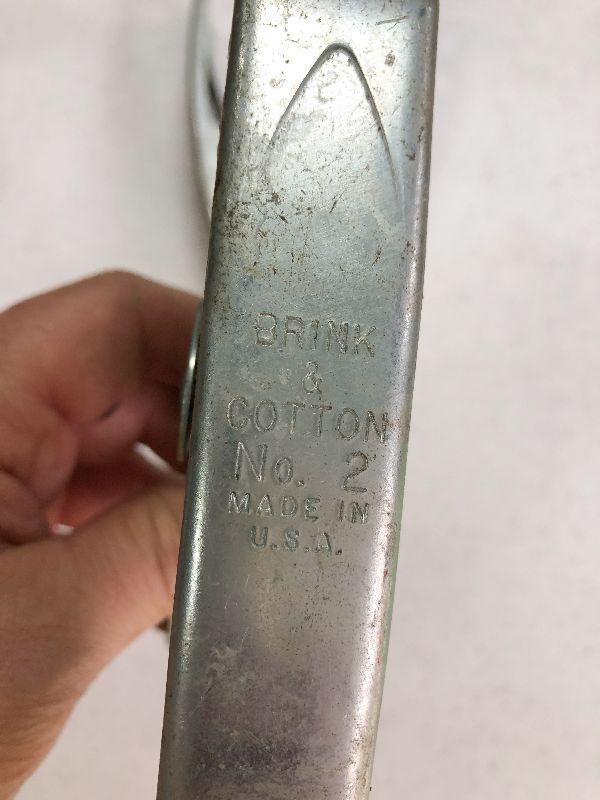 BRINK
&
COTTON
No. 2
MADE IN
U.S.A.